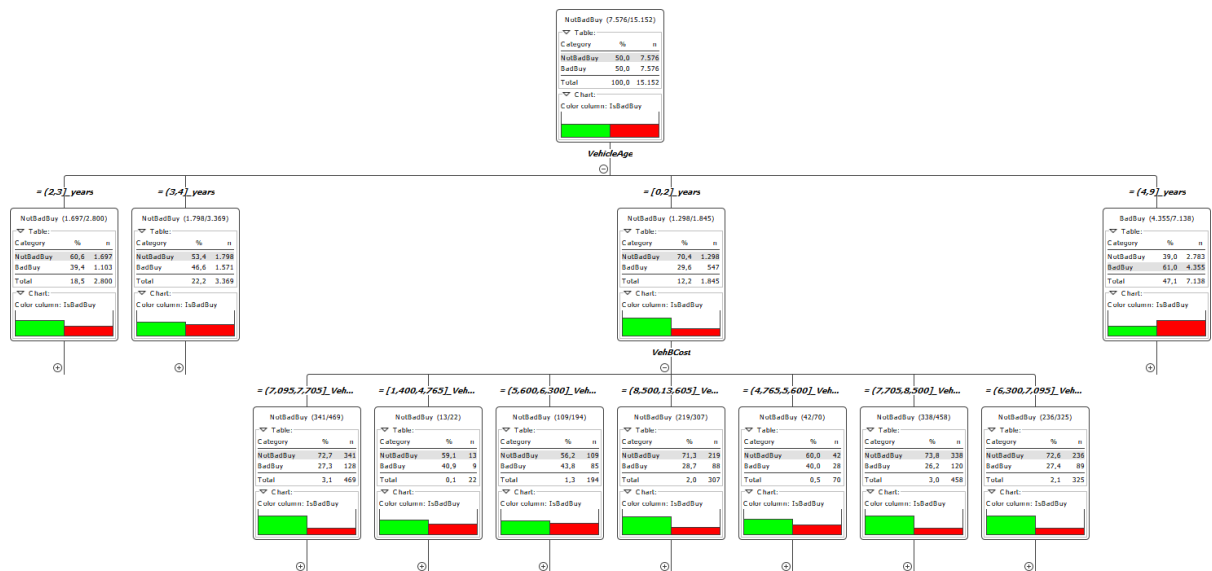 NotBadBuy (7.576/15.152)
Table:
Category % n
NotBadBuy 50,0 7.576
BadBuy 50,0 7.576
Total 100,0 15.152
Chart:
Color column: IsBadBuy
VehicleAge
= (2,3]_years
NotBadBuy (1.697/2.800)
Table:
Category % n
NotBadBuy 60,6 1.697
BadBuy 39,4 1.103
Total 18,5 2.800
Chart:
Color column: IsBadBuy
= (3,4]_years
NotBadBuy (1.798/3.369)
Table:
Category % n
NotBadBuy 53,4 1.798
BadBuy 46,6 1.571
Total 22,2 3.369
Chart:
Color column: IsBadBuy
= [0,2]_years
NotBadBuy (1.298/1.845)
Table:
Category % n
NotBadBuy 70,4 1.298
BadBuy 29,6 547
Total 12,2 1.845
Chart:
Color column: IsBadBuy
= (4,9]_years
BadBuy (4.355/7.138)
Table:
Category % n
NotBadBuy 39,0 2.783
BadBuy 61,0 4.355
Total 47,1 7.138
Chart:
Color column: IsBadBuy
VehBCost
= (7,095,7,705]_Veh...
NotBadBuy (341/469)
Table:
Category % n
NotBadBuy 72,7 341
BadBuy 27,3 128
Total 3,1 469
Chart:
Color column: IsBadBuy
= [1,400,4,765]_Veh...
NotBadBuy (13/22)
Table:
Category % n
NotBadBuy 59,1 13
BadBuy 40,9 9
Total 0,1 22
Chart:
Color column: IsBadBuy
= (5,600,6,300]_Veh...
NotBadBuy (109/194)
Table:
Category % n
NotBadBuy 56,2 109
BadBuy 43,8 85
Total 1,3 194
Chart:
Color column: IsBadBuy
= (8,500,13,605]_Veh...
NotBadBuy (219/307)
Table:
Category % n
NotBadBuy 71,3 219
BadBuy 28,7 88
Total 2,0 307
Chart:
Color column: IsBadBuy
= (4,765,5,600]_Veh...
NotBadBuy (42/70)
Table:
Category % n
NotBadBuy 60,0 42
BadBuy 40,0 28
Total 0,5 70
Chart:
Color column: IsBadBuy
= (7,705,8,500]_Veh...
NotBadBuy (338/458)
Table:
Category % n
NotBadBuy 73,8 338
BadBuy 26,2 120
Total 3,0 458
Chart:
Color column: IsBadBuy
= (6,300,7,095]_Veh...
NotBadBuy (236/325)
Table:
Category % n
NotBadBuy 72,6 236
BadBuy 27,4 89
Total 2,1 325
Chart:
Color column: IsBadBuy